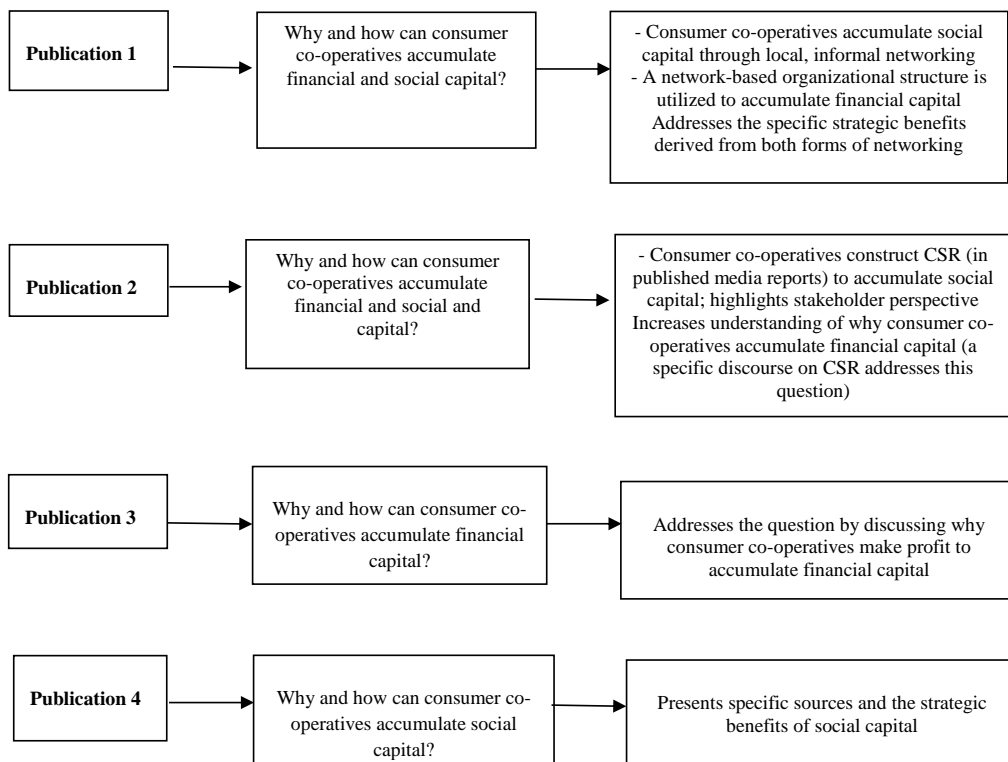 Publication 1
Why and how can consumer
co-operatives accumulate
financial and social capital?
- Consumer co-operatives accumulate social
capital through local, informal networking
- A network-based organizational structure is
utilized to accumulate financial capital
Addresses the specific strategic benefits
derived from both forms of networking
Publication 2
Why and how can consumer
co-operatives accumulate
financial and social and
capital?
- Consumer co-operatives construct CSR (in
published media reports) to accumulate social
capital; highlights stakeholder perspective
Increases understanding of why consumer co-
operatives accumulate financial capital (a
specific discourse on CSR addresses this
question)
Publication 3
Why and how can consumer co-
operatives accumulate financial
capital?
Addresses the question by discussing why
consumer co-operatives make profit to
accumulate financial capital
Publication 4
Why and how can consumer co-
operatives accumulate social
capital?
Presents specific sources and the strategic
benefits of social capital